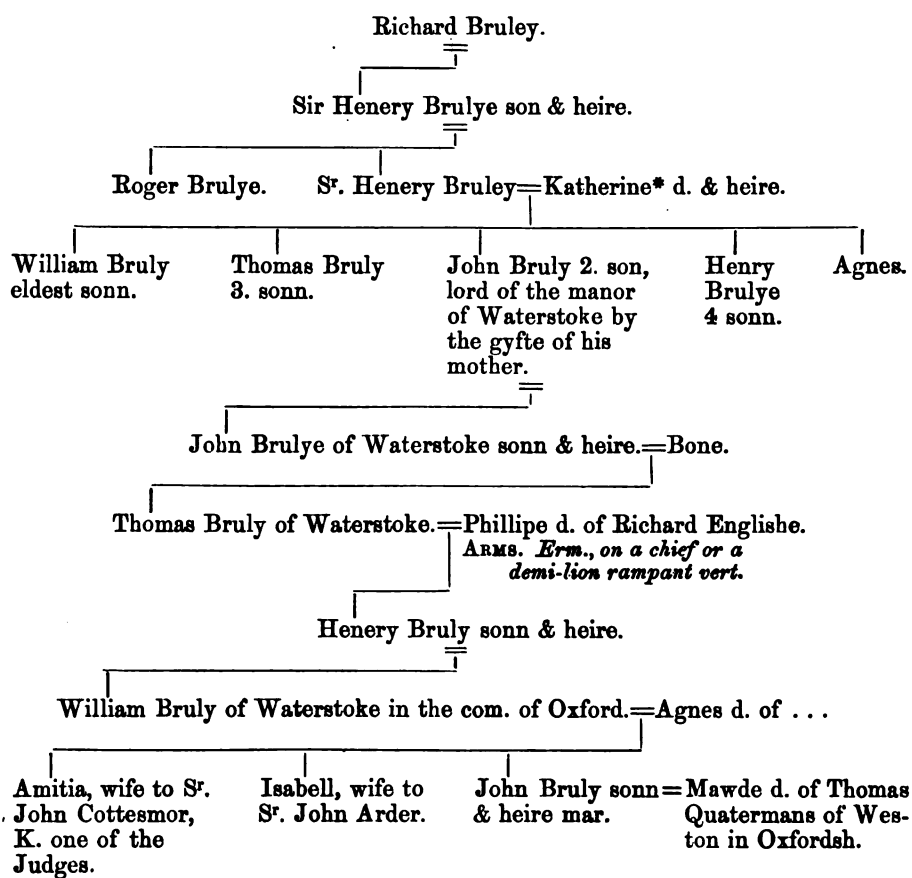 Richard Bruley.
Sir Henery Brulye son & heire.
Roger Brulye. Sr. Henery Bruley=Katherine* d. & heire.
William Bruly
eldest sonn.
Thomas Bruly
3. sonn.
John Bruly 2. son,
lord of the manor
of Waterstoke by
the gyfte of his
mother.
Henry
Brulye
4 sonn.
Agnes.
John Brulye of Waterstoke sonn & heire.=Bone.
Thomas Bruly of Waterstoke.=Phillipe d. of Richard Englishe.
ARMS. Erm., on a chief or a
demi-lion rampant vert.
Henery Bruly sonn & heire.
William Bruly of Waterstoke in the com. of Oxford.=Agnes d. of . . .
Amitia, wife to Sr.
John Cottesmor,
K. one of the
Judges.
Isabell, wife to
Sr. John Arder.
John Bruly sonn=
& heire mar.
Mawde d. of Thomas
Quatermans of Wes-
ton in Oxfordsh.